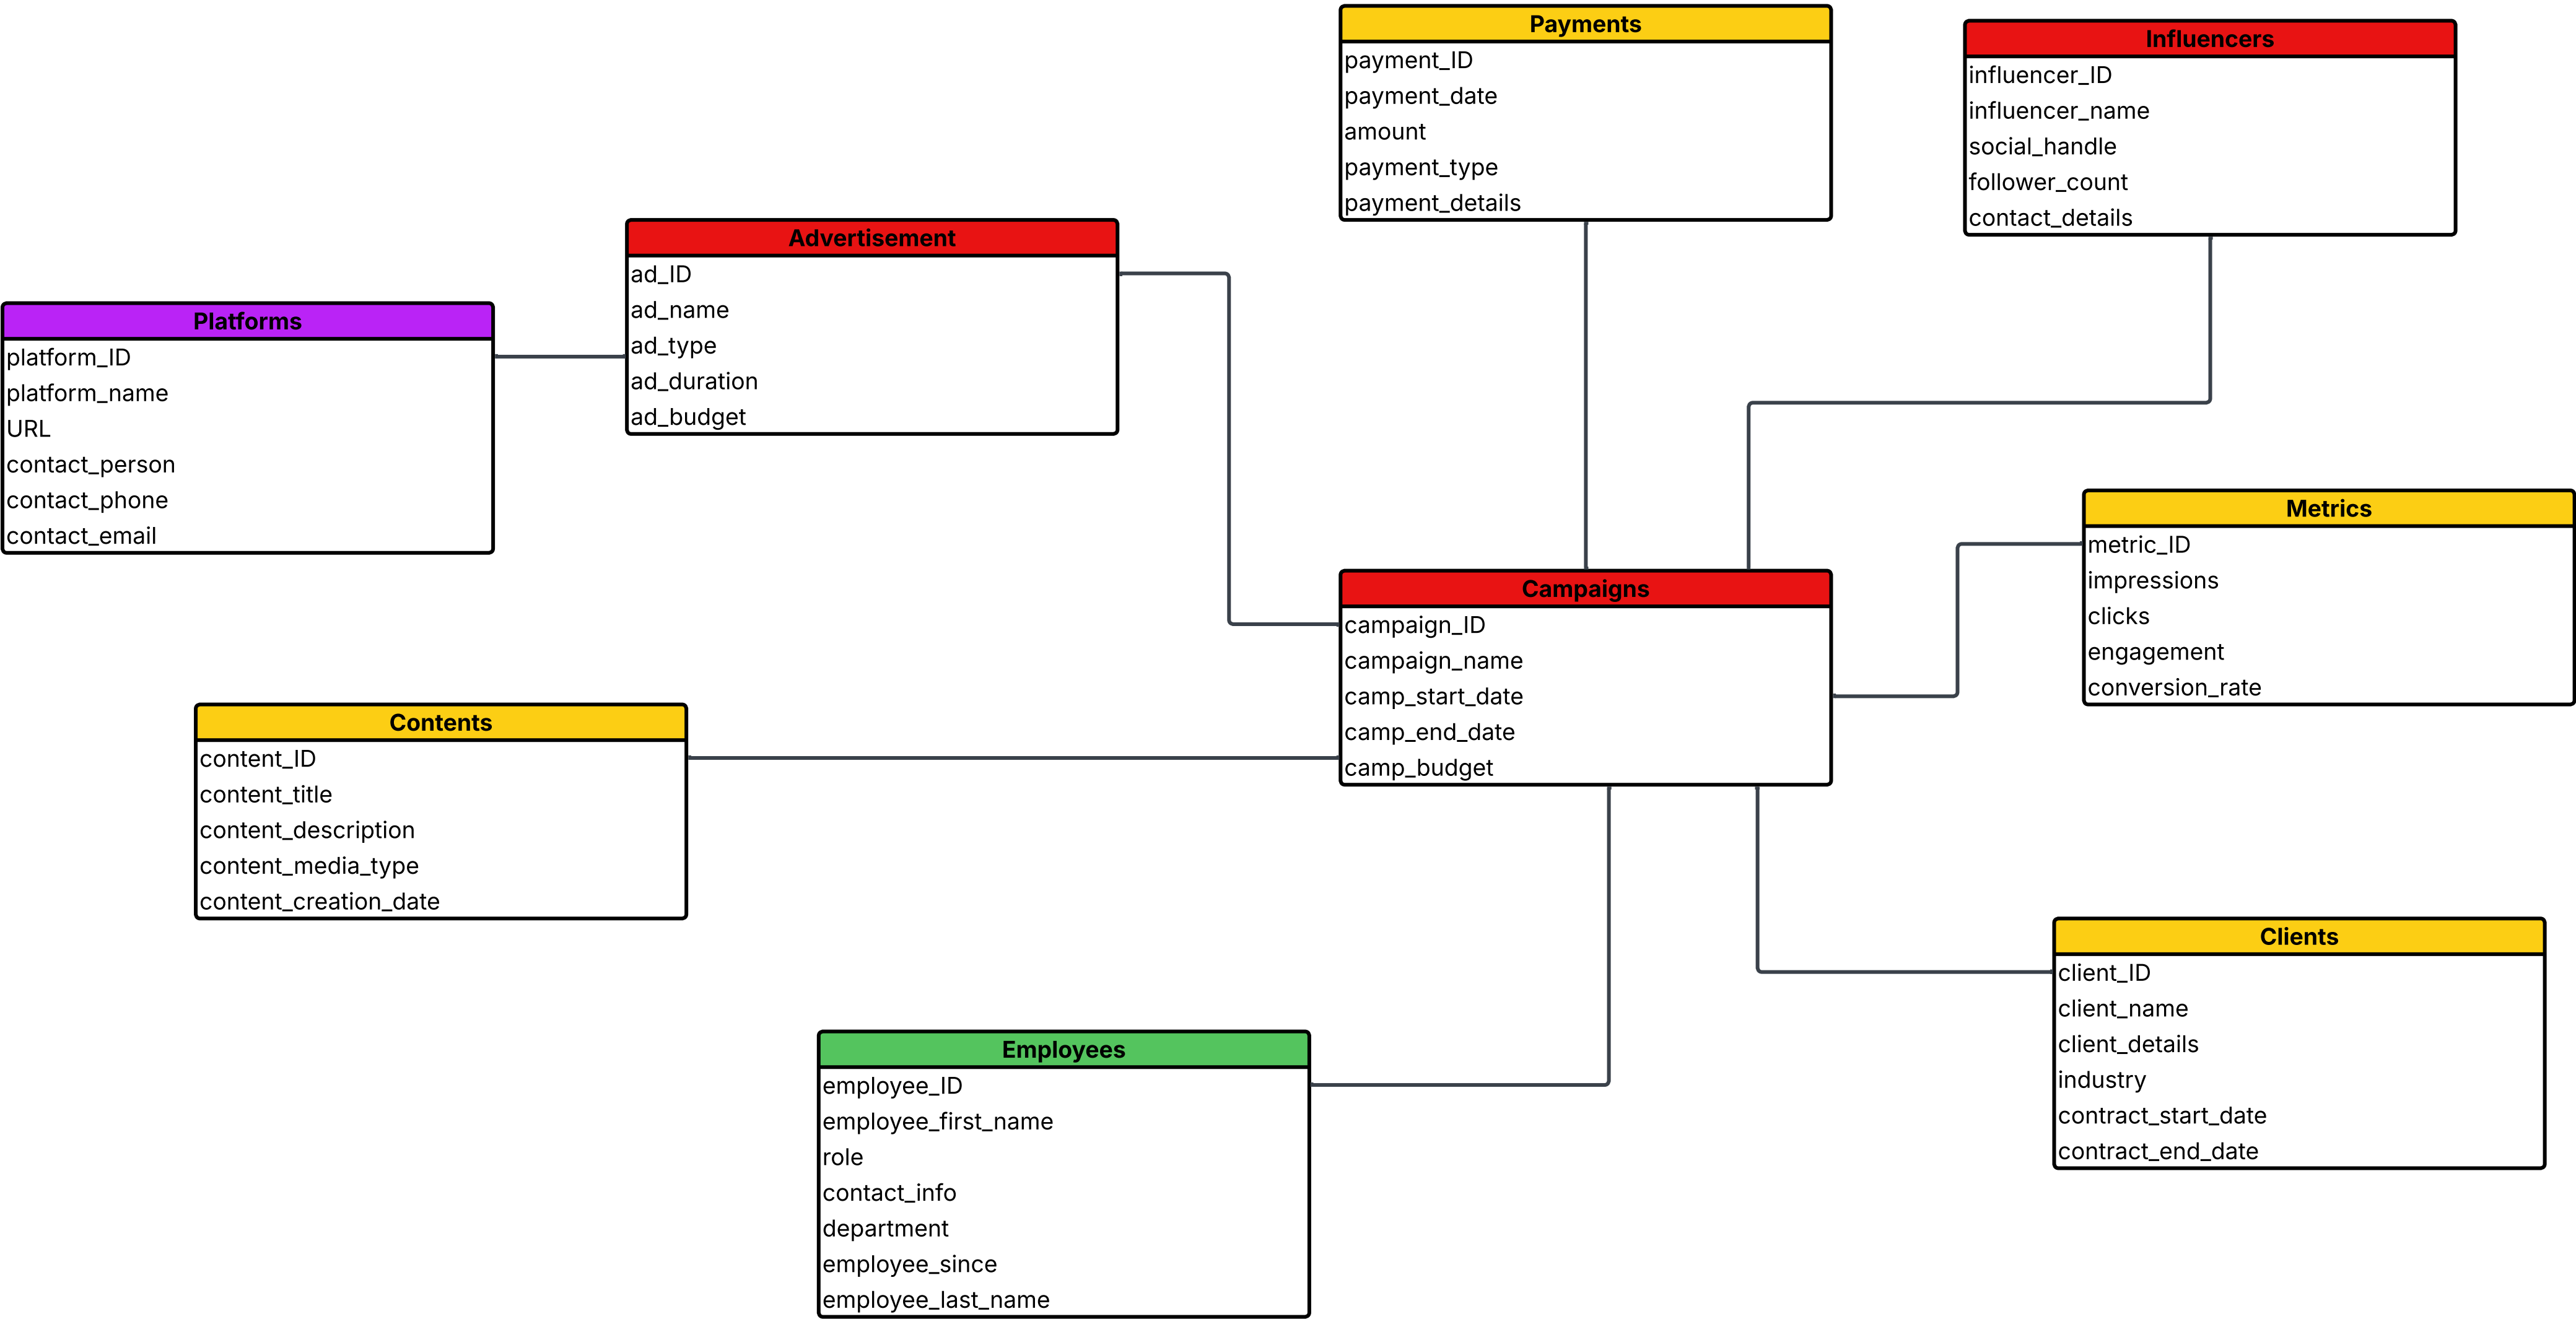 Payments
payment_ID
payment_date
amount
payment_type
payment_details
Influencers
influencer_ID
influencer_name
social_handle
follower_count
contact_details
Advertisement
ad_ID
ad_name
ad_type
ad_duration
ad_budget
Platforms
platform_ID
platform_name
URL
contact_person
contact_phone
contact_email
Metrics
metric_ID
impressions
clicks
engagement
conversion_rate
Campaigns
campaign_ID
campaign_name
camp_start_date
camp_end_date
camp_budget
Contents
content_ID
content_title
content_description
content_media_type
content_creation_date
Clients
client_ID
client_name
client_details
industry
contract_start_date
contract_end_date
Employees
employee_ID
employee_first_name
role
contact_info
department
employee_since
employee_last_name